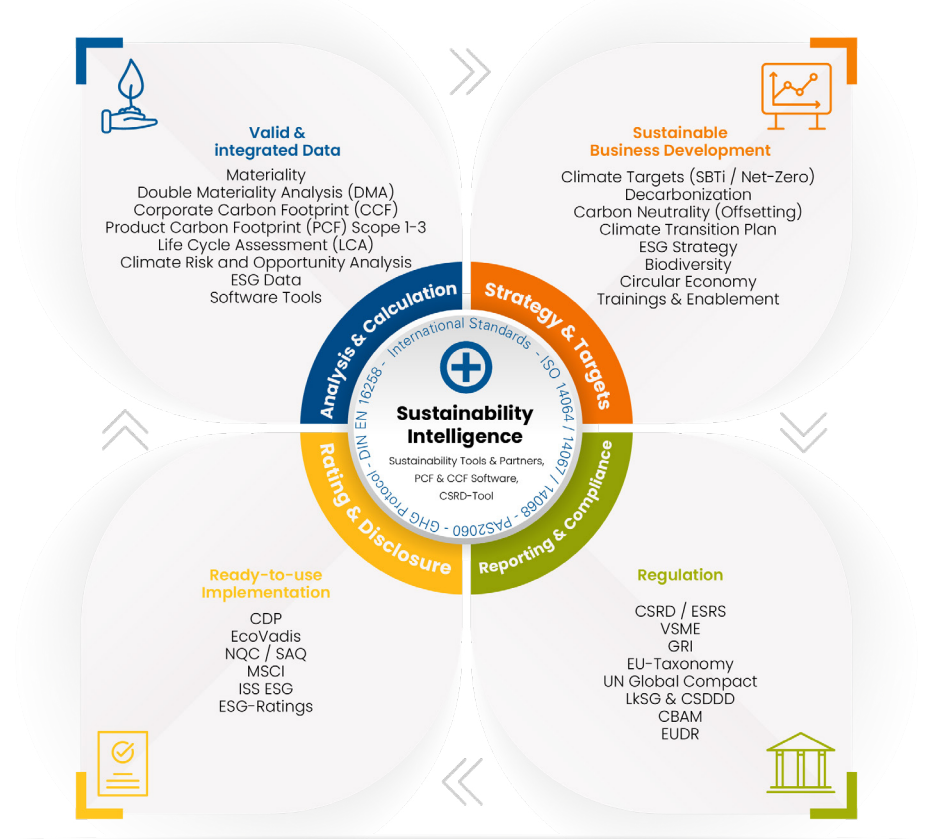 Valid &
integrated Data
Materiality
Double Materiality Analysis (DMA)
Corporate Carbon Footprint (CCF)
Product Carbon Footprint (PCF) Scope 1-3
Life Cycle Assessment (LCA)
Climate Risk and Opportunity Analysis
ESG Data
Software Tools
Sustainable
Business Development
Climate Targets (SBTi / Net-Zero)
Decarbonization
Carbon Neutrality (Offsetting)
Climate Transition Plan
ESG Strategy
Biodiversity
Circular Economy
Trainings & Enablement
Analysis & Calculation
Strategy & Targets
International Standards - ISO 14064 / 14067 / 14068 - PAS2060 - GHG Protocol - DIN EN 16258 -
Sustainability
Intelligence
Sustainability Tools & Partners,
PCF & CCF Software,
CSRD-Tool
Rating & Disclosure
Reporting & Compliance
Ready-to-use
Implementation
CDP
EcoVadis
NQC / SAQ
MSCI
ISS ESG
ESG-Ratings
Regulation
CSRD / ESRS
VSME
GRI
EU-Taxonomy
UN Global Compact
LkSG & CSDDD
CBAM
EUDR